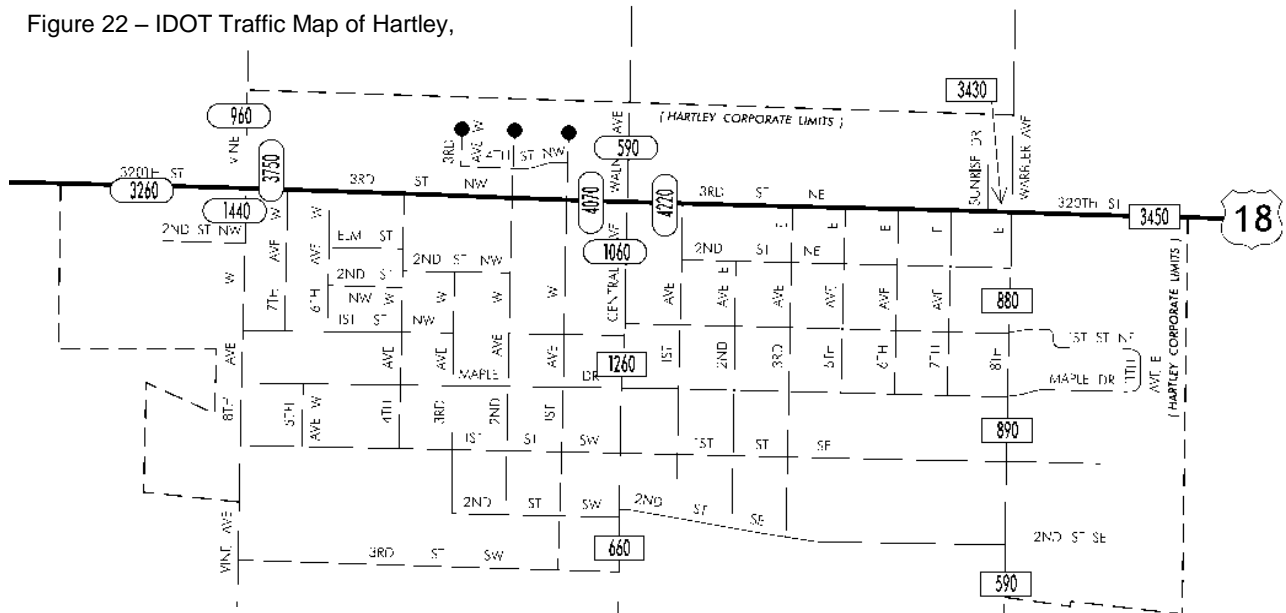 Figure 22 – IDOT Traffic Map of Hartley,
3430
960
( HARTLEY CORPORATE LIMITS )
3RD AVE W
4TH ST NW
590
WALN AVE
SUNRISE DR
WARBLER AVE
VINE
320TH ST
3260
3750
3RD ST NW
4070
4220
3RD ST NE
320TH ST
3450
18
1440
2ND ST NW
1060
ELM ST
2ND ST NW
2ND ST NE
2ND ST NW
7TH AVE W
6TH AVE W
CENTRAL AVE
880
1ST ST NW
1ST ST NE
( HARTLEY CORPORATE LIMITS )
1260
MAPLE DR
MAPLE DR
11TH AVE E
8TH AVE W
5TH AVE W
4TH AVE W
3RD AVE W
2ND AVE W
1ST AVE W
1ST AVE
2ND AVE E
3RD AVE E
5TH AVE E
6TH AVE E
7TH AVE E
8TH
890
1ST ST SW
1ST ST SE
2ND ST SW
2ND ST SE
2ND ST SE
VINE AVE
3RD ST SW
660
590